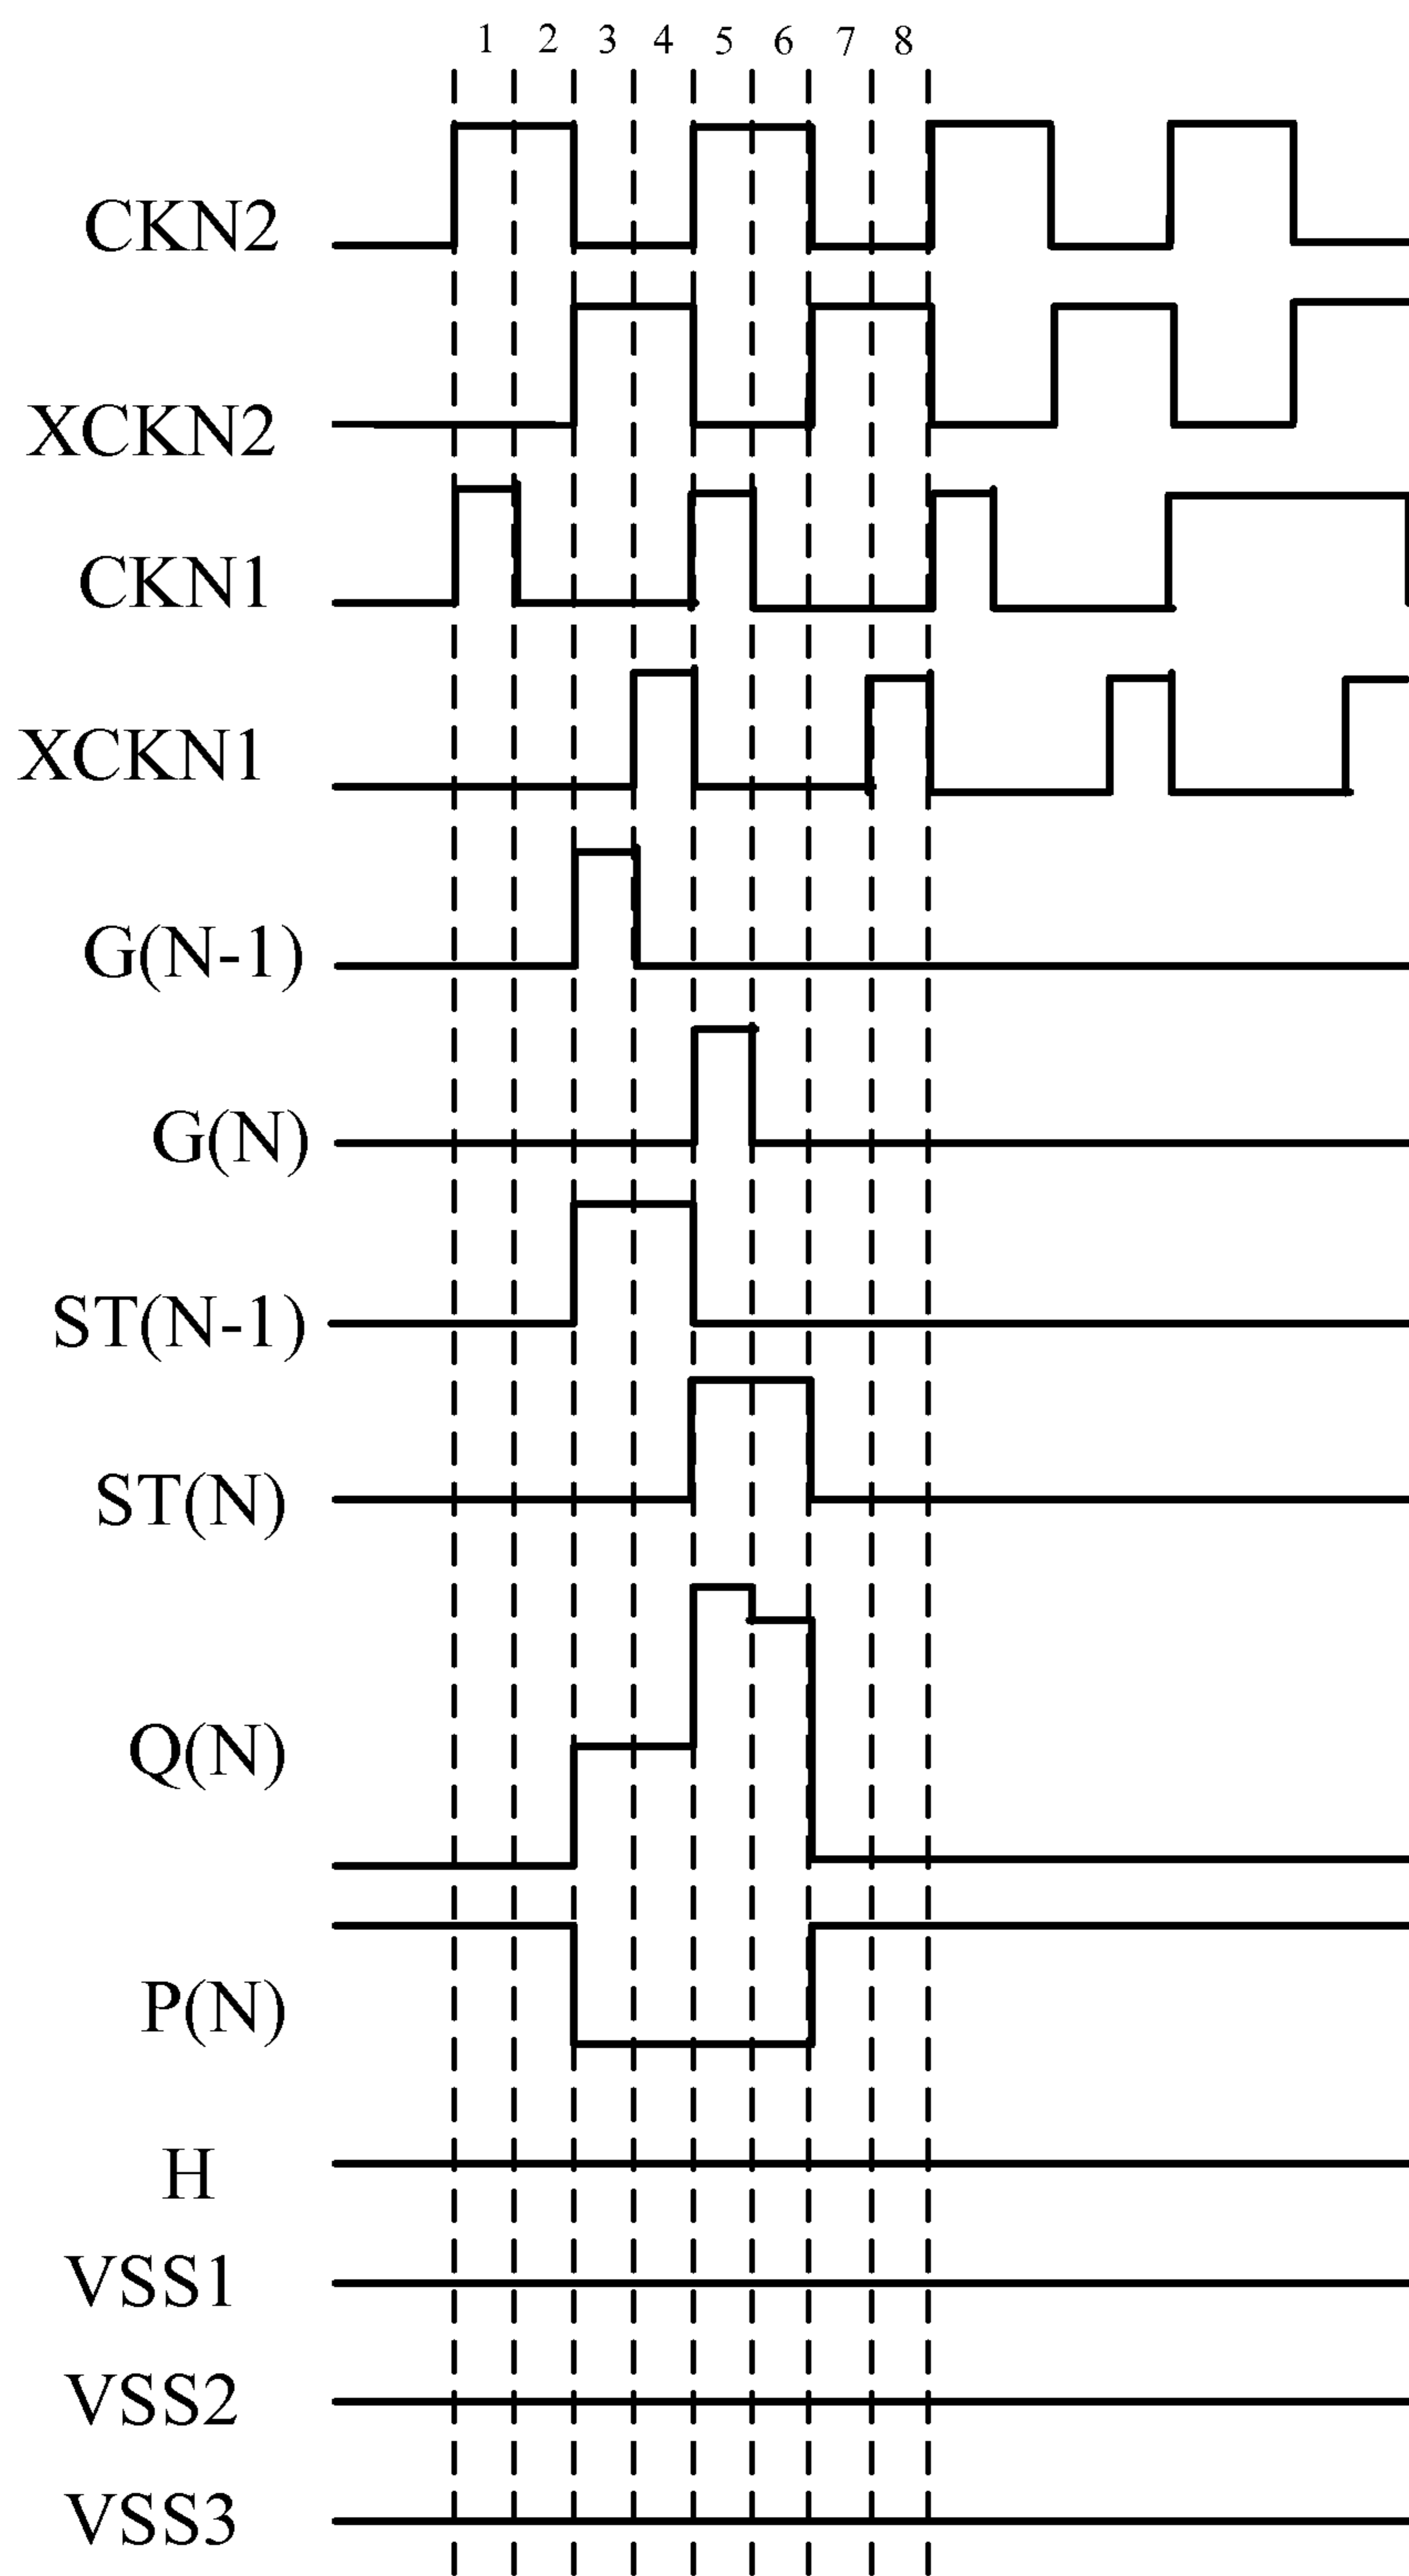 1 2 3 4 5 6 7 8
CKN2
XCKN2
CKN1
XCKN1
G(N-1)
G(N)
ST(N-1)
ST(N)
Q(N)
P(N)
H
VSS1
VSS2
VSS3